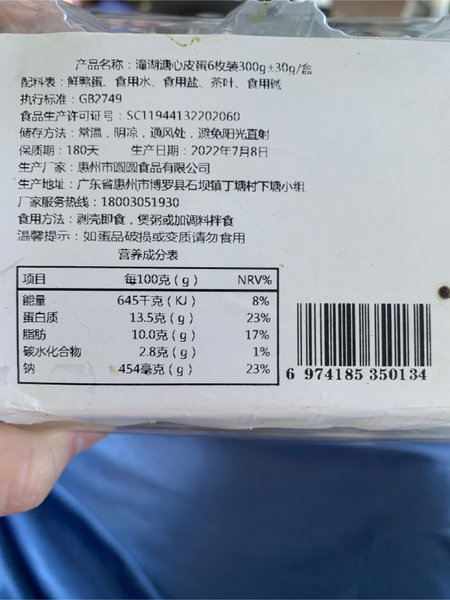 产品名称：潼湖溏心皮蛋6枚装300g±30g/盒
配料表：鲜鸭蛋、食用水、食用盐、茶叶、食用碱
执行标准：GB2749
食品生产许可证号：SC11944132202060
储存方法：常温，阴凉，通风处，避免阳光直射
保质期：180天 生产日期：2022年7月8日
生产厂家：惠州市圆圆食品有限公司
生产地址：广东省惠州市博罗县石坝镇丁塘村下塘小组
厂家服务热线：18003051930
食用方法：剥壳即食，煲粥或加调料拌食
温馨提示：如蛋品破损或变质请勿食用
营养成分表
项目 每100克（g） NRV%
能量 645千克（KJ） 8%
蛋白质 13.5克（g） 23%
脂肪 10.0克（g） 17%
碳水化合物 2.8克（g） 1%
钠 454毫克（g） 23%
6 974185 350134